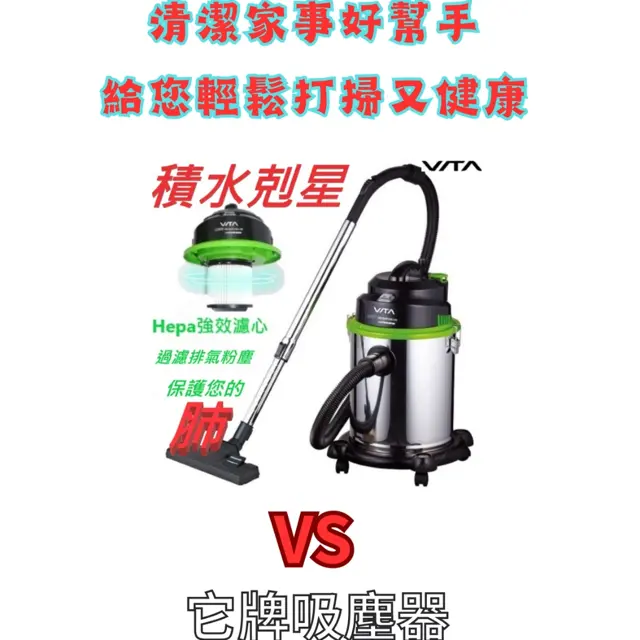 清潔家事好幫手
給您輕鬆打掃又健康
積水剋星
VITA
VITA
Hepa強效濾心
過濾排氣粉塵
保護您的
肺
VITA
VS
它牌吸塵器